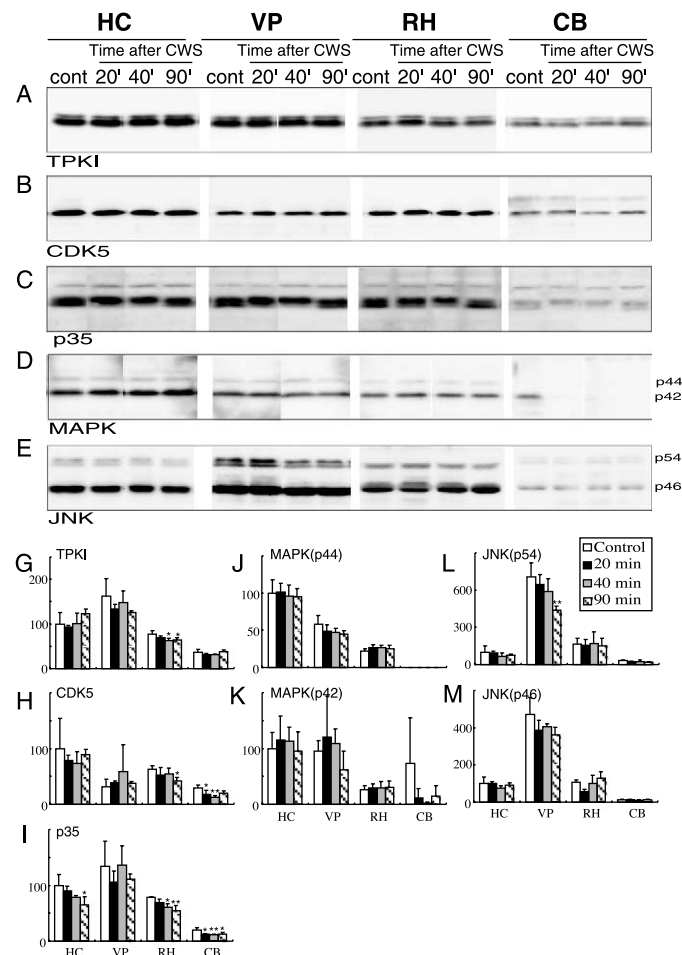 HC VP RH CB
Time after CWS Time after CWS Time after CWS Time after CWS
cont 20' 40' 90' cont 20' 40' 90' cont 20' 40' 90' cont 20' 40' 90'
A
TPKI
B
CDK5
C
p35
D
p44
p42
MAPK
E
p54
p46
JNK
G TPKI
200
100
0
J MAPK(p44)
100
50
0
L JNK(p54)
600
300
0
Control
20 min
40 min
90 min
* *
**
H CDK5
100
0
* * **
K MAPK(p42)
100
0
HC VP RH CB
M JNK(p46)
400
200
0
HC VP RH CB
I p35
100
0
* * ** * ** *
HC VP RH CB